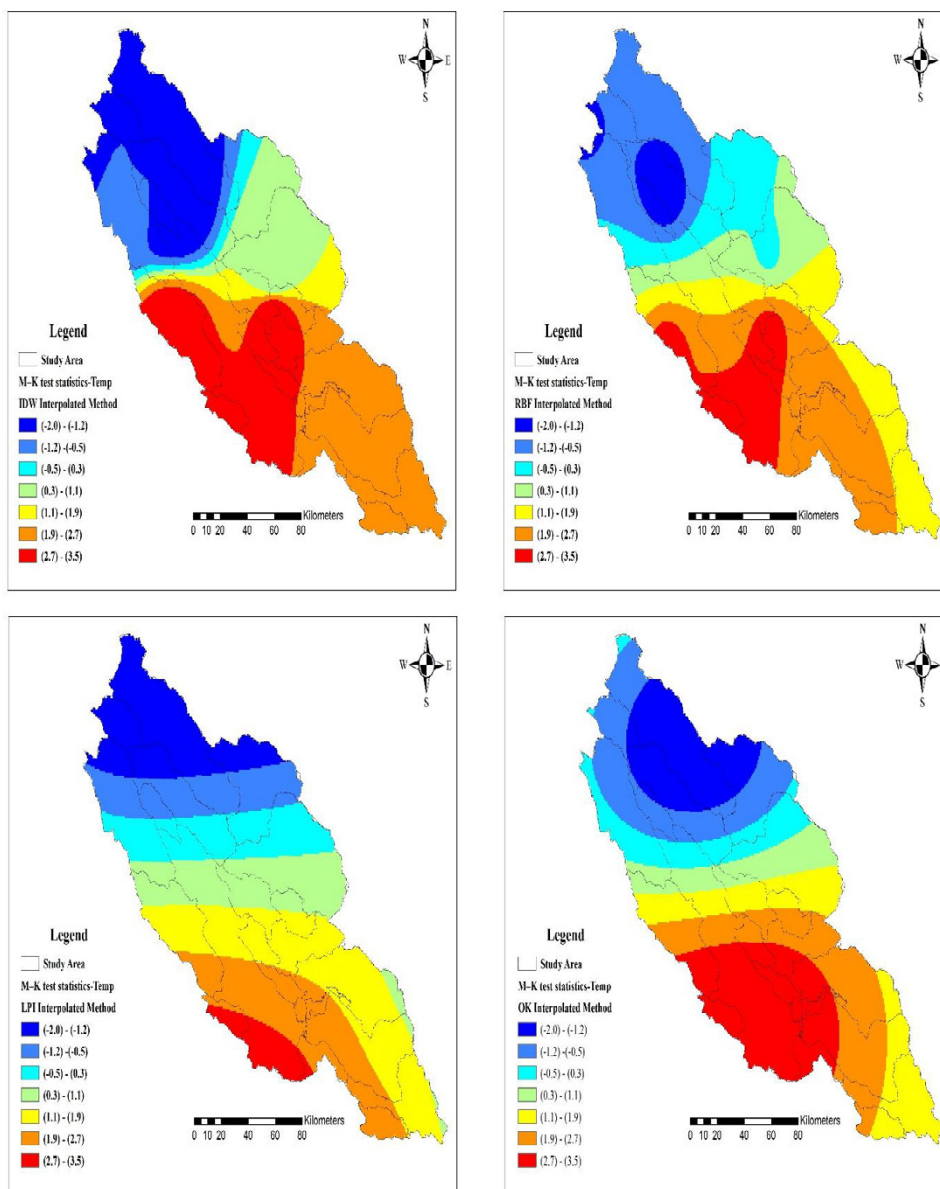 N
W E
S
Legend
Study Area
M–K test statistics-Temp
IDW Interpolated Method
(-2.0) - (-1.2)
(-1.2) -(-0.5)
(-0.5) - (0.3)
(0.3) - (1.1)
(1.1) - (1.9)
(1.9) - (2.7)
(2.7) - (3.5)
Kilometers
0 10 20 40 60 80
N
W E
S
Legend
Study Area
M–K test statistics-Temp
RBF Interpolated Method
(-2.0) - (-1.2)
(-1.2) -(-0.5)
(-0.5) - (0.3)
(0.3) - (1.1)
(1.1) - (1.9)
(1.9) - (2.7)
(2.7) - (3.5)
Kilometers
0 10 20 40 60 80
N
W E
S
Legend
Study Area
M–K test statistics-Temp
LPI Interpolated Method
(-2.0) - (-1.2)
(-1.2) -(-0.5)
(-0.5) - (0.3)
(0.3) - (1.1)
(1.1) - (1.9)
(1.9) - (2.7)
(2.7) - (3.5)
Kilometers
0 10 20 40 60 80
N
W E
S
Legend
Study Area
M–K test statistics-Temp
OK Interpolated Method
(-2.0) - (-1.2)
(-1.2) -(-0.5)
(-0.5) - (0.3)
(0.3) - (1.1)
(1.1) - (1.9)
(1.9) - (2.7)
(2.7) - (3.5)
Kilometers
0 10 20 40 60 80